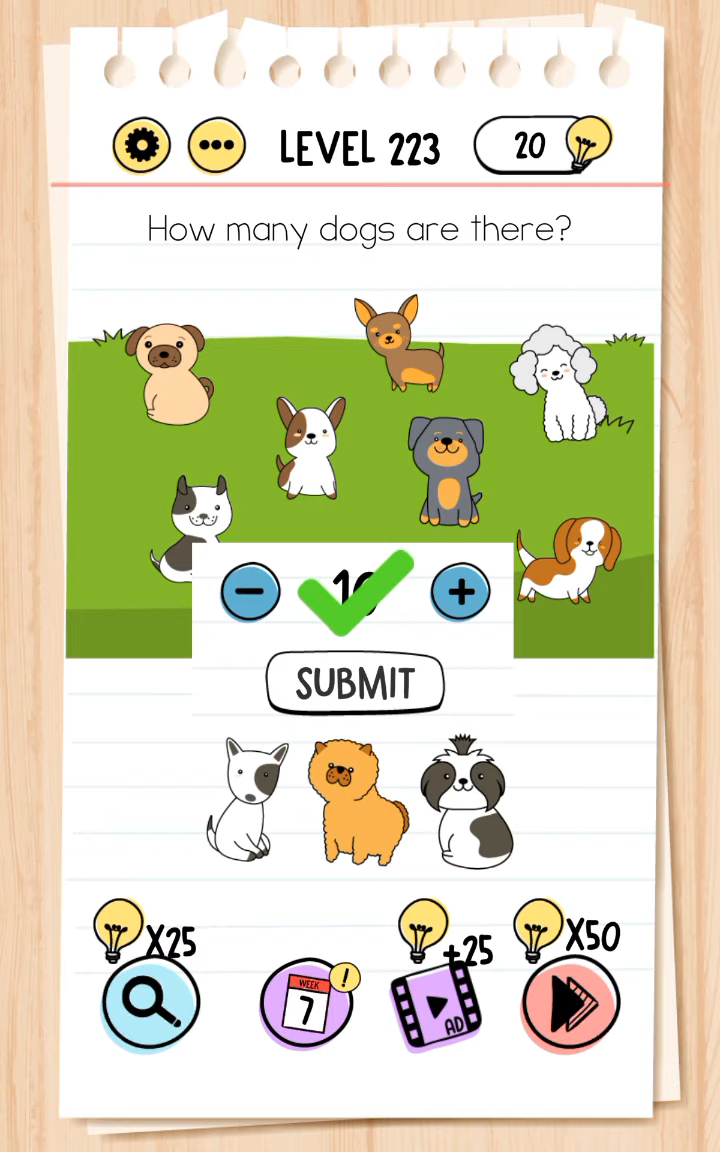 LEVEL 223
20
How many dogs are there?
SUBMIT
X25
+25
X50
WEEK
7
!
AD